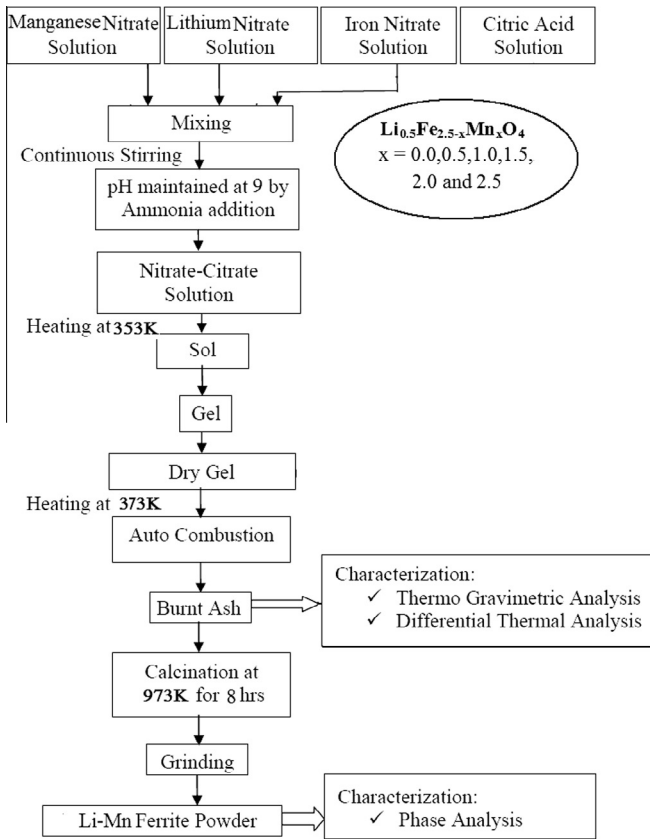 Manganese Nitrate
Solution
Lithium Nitrate
Solution
Iron Nitrate
Solution
Citric Acid
Solution
Mixing
Li0.5Fe2.5-xMnxO4
x = 0.0,0.5,1.0,1.5,
2.0 and 2.5
Continuous Stirring
pH maintained at 9 by
Ammonia addition
Nitrate-Citrate
Solution
Heating at 353K
Sol
Gel
Dry Gel
Heating at 373K
Auto Combustion
Burnt Ash
Characterization:
✓ Thermo Gravimetric Analysis
✓ Differential Thermal Analysis
Calcination at
973K for 8 hrs
Grinding
Li-Mn Ferrite Powder
Characterization:
✓ Phase Analysis